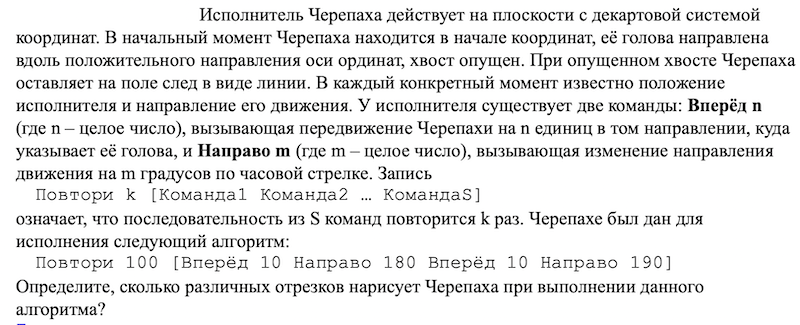 Исполнитель Черепаха действует на плоскости с декартовой системой
координат. В начальный момент Черепаха находится в начале координат, её голова направлена
вдоль положительного направления оси ординат, хвост опущен. При опущенном хвосте Черепаха
оставляет на поле след в виде линии. В каждый конкретный момент известно положение
исполнителя и направление его движения. У исполнителя существует две команды: Вперёд n
(где n – целое число), вызывающая передвижение Черепахи на n единиц в том направлении, куда
указывает её голова, и Направо m (где m – целое число), вызывающая изменение направления
движения на m градусов по часовой стрелке. Запись
Повтори k [Команда1 Команда2 … КомандаS]
означает, что последовательность из S команд повторится k раз. Черепахе был дан для
исполнения следующий алгоритм:
Повтори 100 [Вперёд 10 Направо 180 Вперёд 10 Направо 190]
Определите, сколько различных отрезков нарисует Черепаха при выполнении данного
алгоритма?